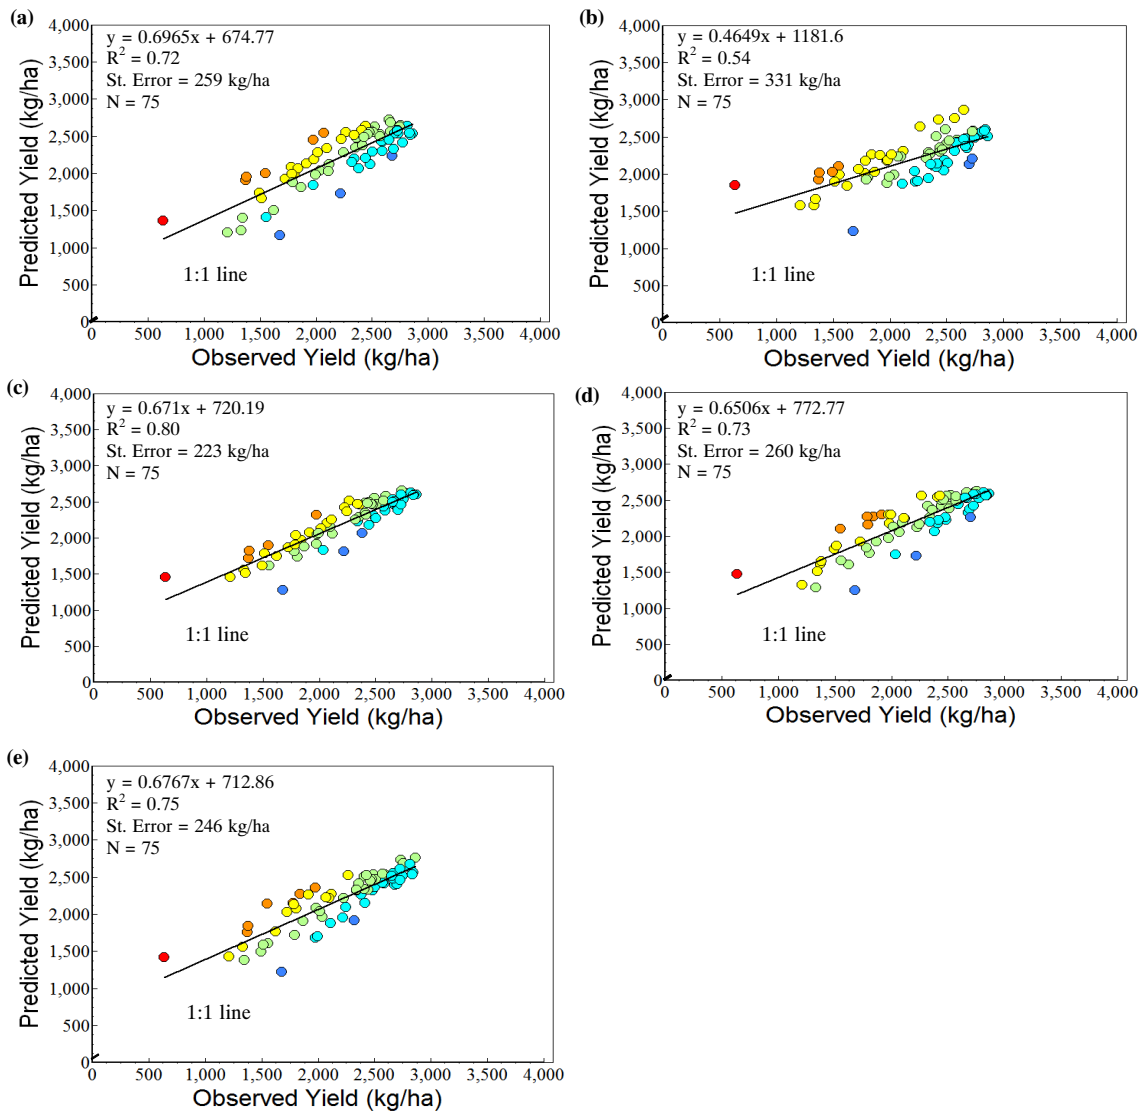 (a)
y = 0.6965x + 674.77
R² = 0.72
St. Error = 259 kg/ha
N = 75
1:1 line
Predicted Yield (kg/ha)
4,000
3,500
3,000
2,500
2,000
1,500
1,000
500
0
0 500 1,000 1,500 2,000 2,500 3,000 3,500 4,000
Observed Yield (kg/ha)
(b)
y = 0.4649x + 1181.6
R² = 0.54
St. Error = 331 kg/ha
N = 75
1:1 line
Predicted Yield (kg/ha)
4,000
3,500
3,000
2,500
2,000
1,500
1,000
500
0
0 500 1,000 1,500 2,000 2,500 3,000 3,500 4,000
Observed Yield (kg/ha)
(c)
y = 0.671x + 720.19
R² = 0.80
St. Error = 223 kg/ha
N = 75
1:1 line
Predicted Yield (kg/ha)
4,000
3,500
3,000
2,500
2,000
1,500
1,000
500
0
0 500 1,000 1,500 2,000 2,500 3,000 3,500 4,000
Observed Yield (kg/ha)
(d)
y = 0.6506x + 772.77
R² = 0.73
St. Error = 260 kg/ha
N = 75
1:1 line
Predicted Yield (kg/ha)
4,000
3,500
3,000
2,500
2,000
1,500
1,000
500
0
0 500 1,000 1,500 2,000 2,500 3,000 3,500 4,000
Observed Yield (kg/ha)
(e)
y = 0.6767x + 712.86
R² = 0.75
St. Error = 246 kg/ha
N = 75
1:1 line
Predicted Yield (kg/ha)
4,000
3,500
3,000
2,500
2,000
1,500
1,000
500
0
0 500 1,000 1,500 2,000 2,500 3,000 3,500 4,000
Observed Yield (kg/ha)